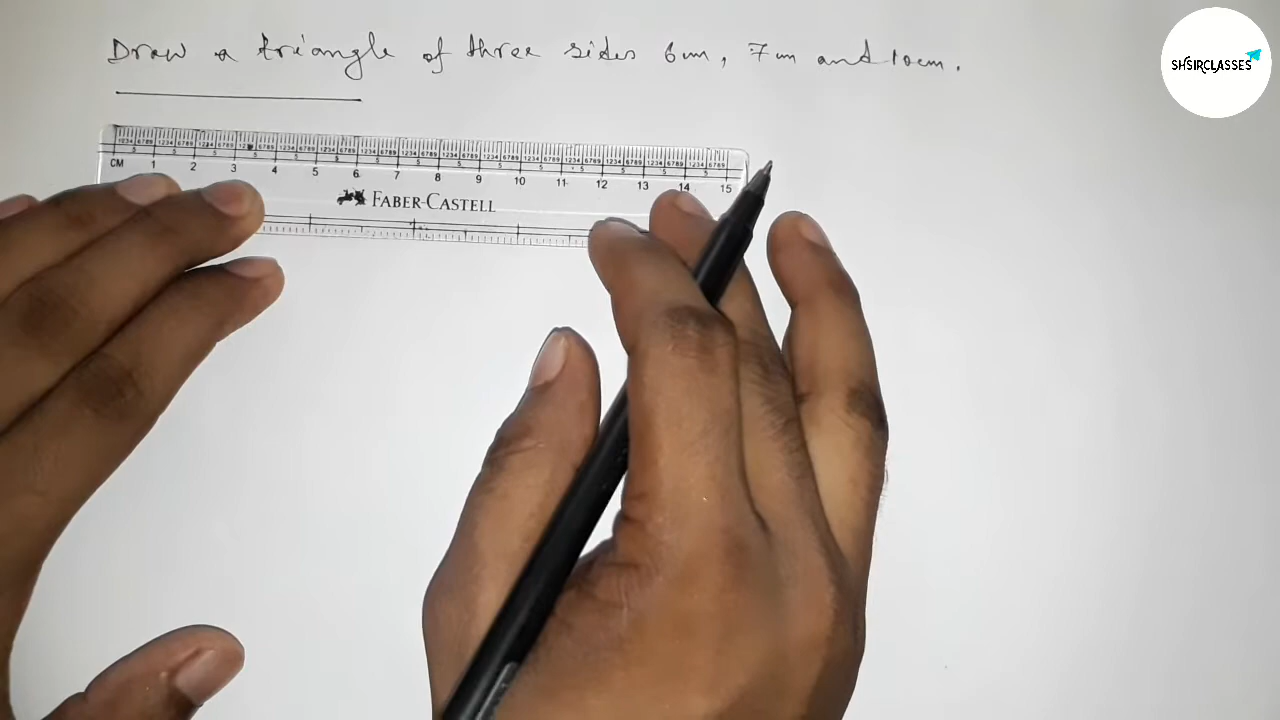 Draw a triangle of three sides 6cm, 7cm and 10cm.
SHSIRCLASSES
CM 1 2 3 4 5 6 7 8 9 10 11 12 13 14 15
FABER-CASTELL